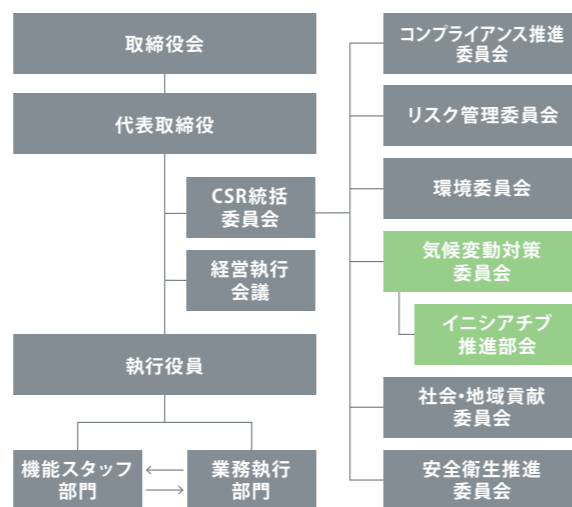 取締役会
代表取締役
CSR統括
委員会
経営執行
会議
執行役員
機能スタッフ
部門
業務執行
部門
コンプライアンス推進
委員会
リスク管理委員会
環境委員会
気候変動対策
委員会
イニシアチブ
推進部会
社会・地域貢献
委員会
安全衛生推進
委員会